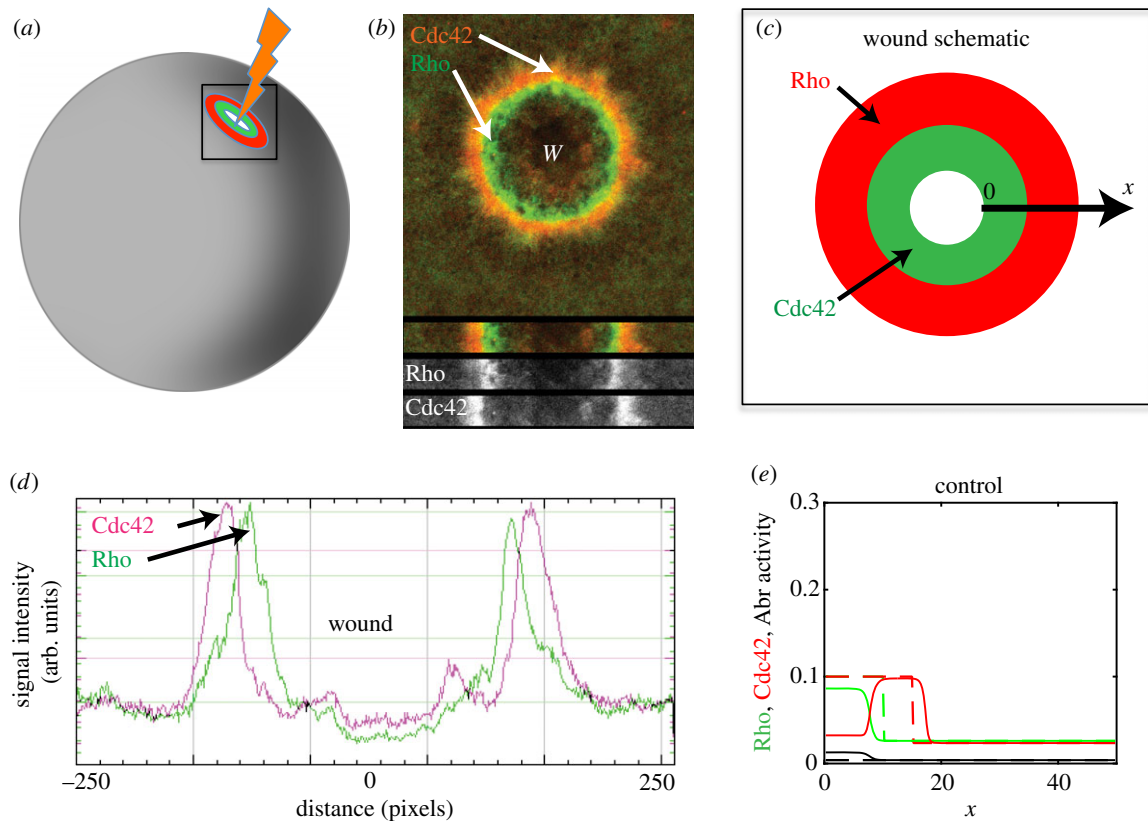 (a)
(b)
Cdc42
Rho
W
Rho
Cdc42
(c)
wound schematic
Rho
0
x
Cdc42
(d)
Cdc42
Rho
wound
signal intensity
(arb. units)
–250
0
250
distance (pixels)
(e)
control
0.3
0.2
0.1
0
Rho, Cdc42, Abr activity
0
20
40
x